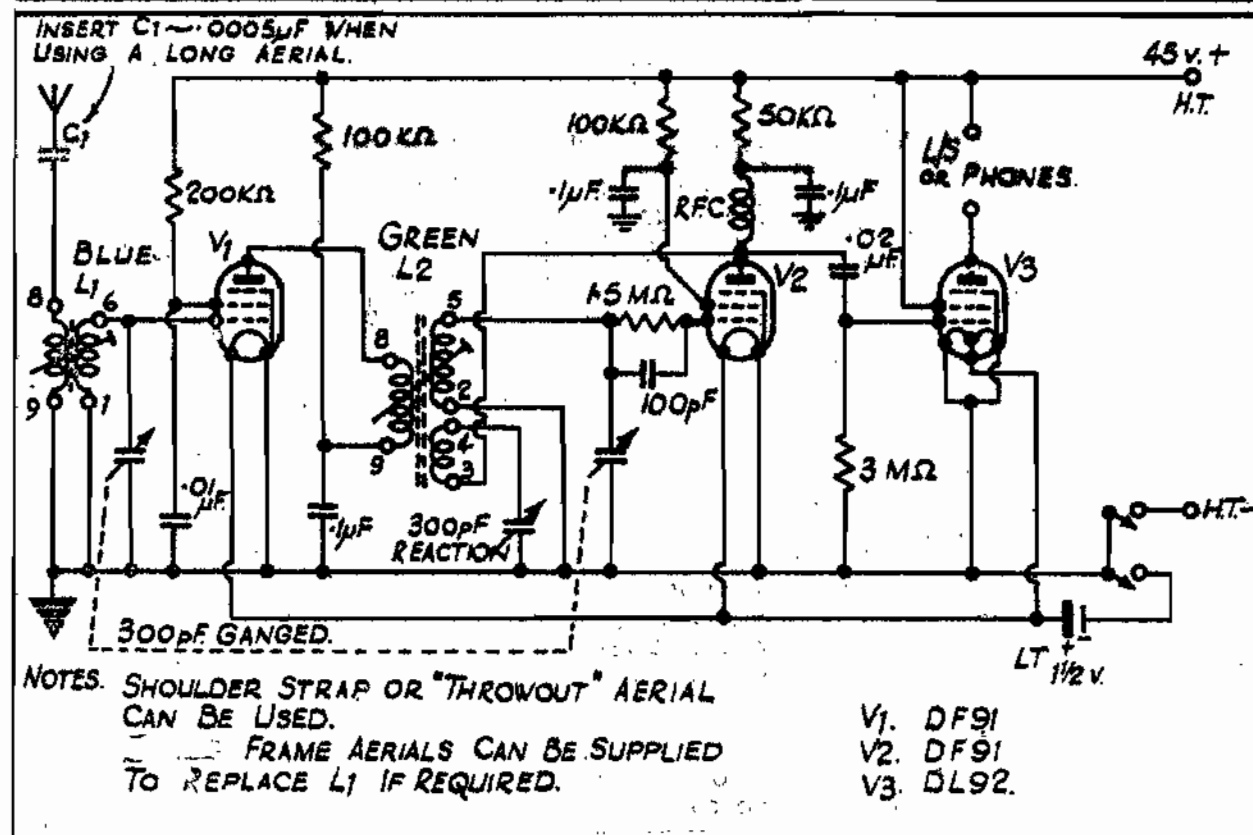 INSERT C1 ~ .0005µF WHEN
USING A LONG AERIAL.
C1
45 v. +
H.T.
100KΩ
200KΩ
100KΩ
50KΩ
.1µF.
RFC
.1µF
L/S
OR PHONES.
BLUE
L1
V1
GREEN
L2
1.5 MΩ
V2
.02
µF.
V3
8
6
9
1
8
9
5
2
4
3
100pF
3 MΩ
.01
µF.
.1µF
300pF
REACTION
H.T.-
300pF. GANGED.
LT
+
-
1½ v.
NOTES. SHOULDER STRAP OR "THROWOUT" AERIAL
CAN BE USED.
FRAME AERIALS CAN BE SUPPLIED
TO REPLACE L1 IF REQUIRED.
V1. DF91
V2. DF91
V3. DL92.